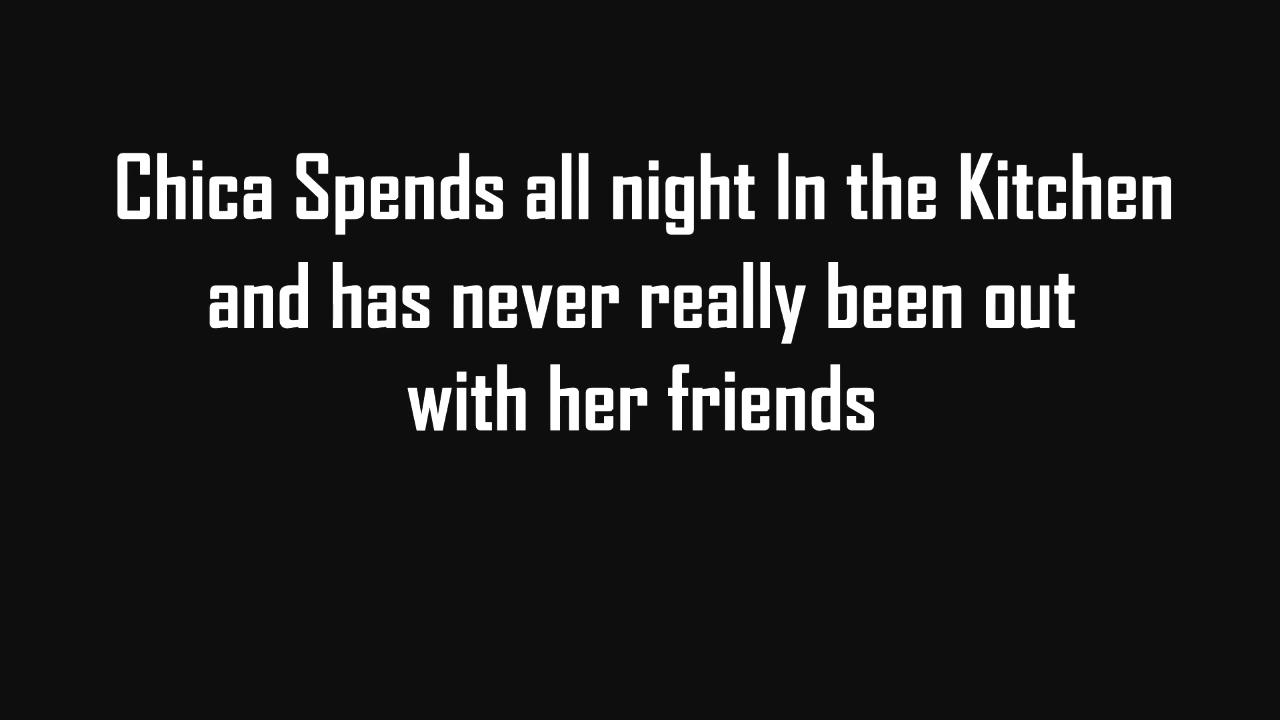 Chica Spends all night In the Kitchen
and has never really been out
with her friends